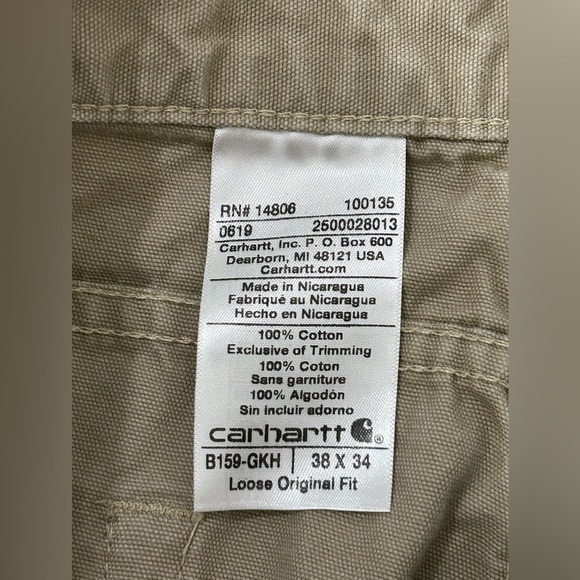 RN# 14806 100135
0619 2500028013
Carhartt, Inc. P. O. Box 600
Dearborn, MI 48121 USA
Carhartt.com
Made in Nicaragua
Fabriqué au Nicaragua
Hecho en Nicaragua
100% Cotton
Exclusive of Trimming
100% Coton
Sans garniture
100% Algodón
Sin incluir adorno
carhartt ®
B159-GKH | 38 X 34
Loose Original Fit